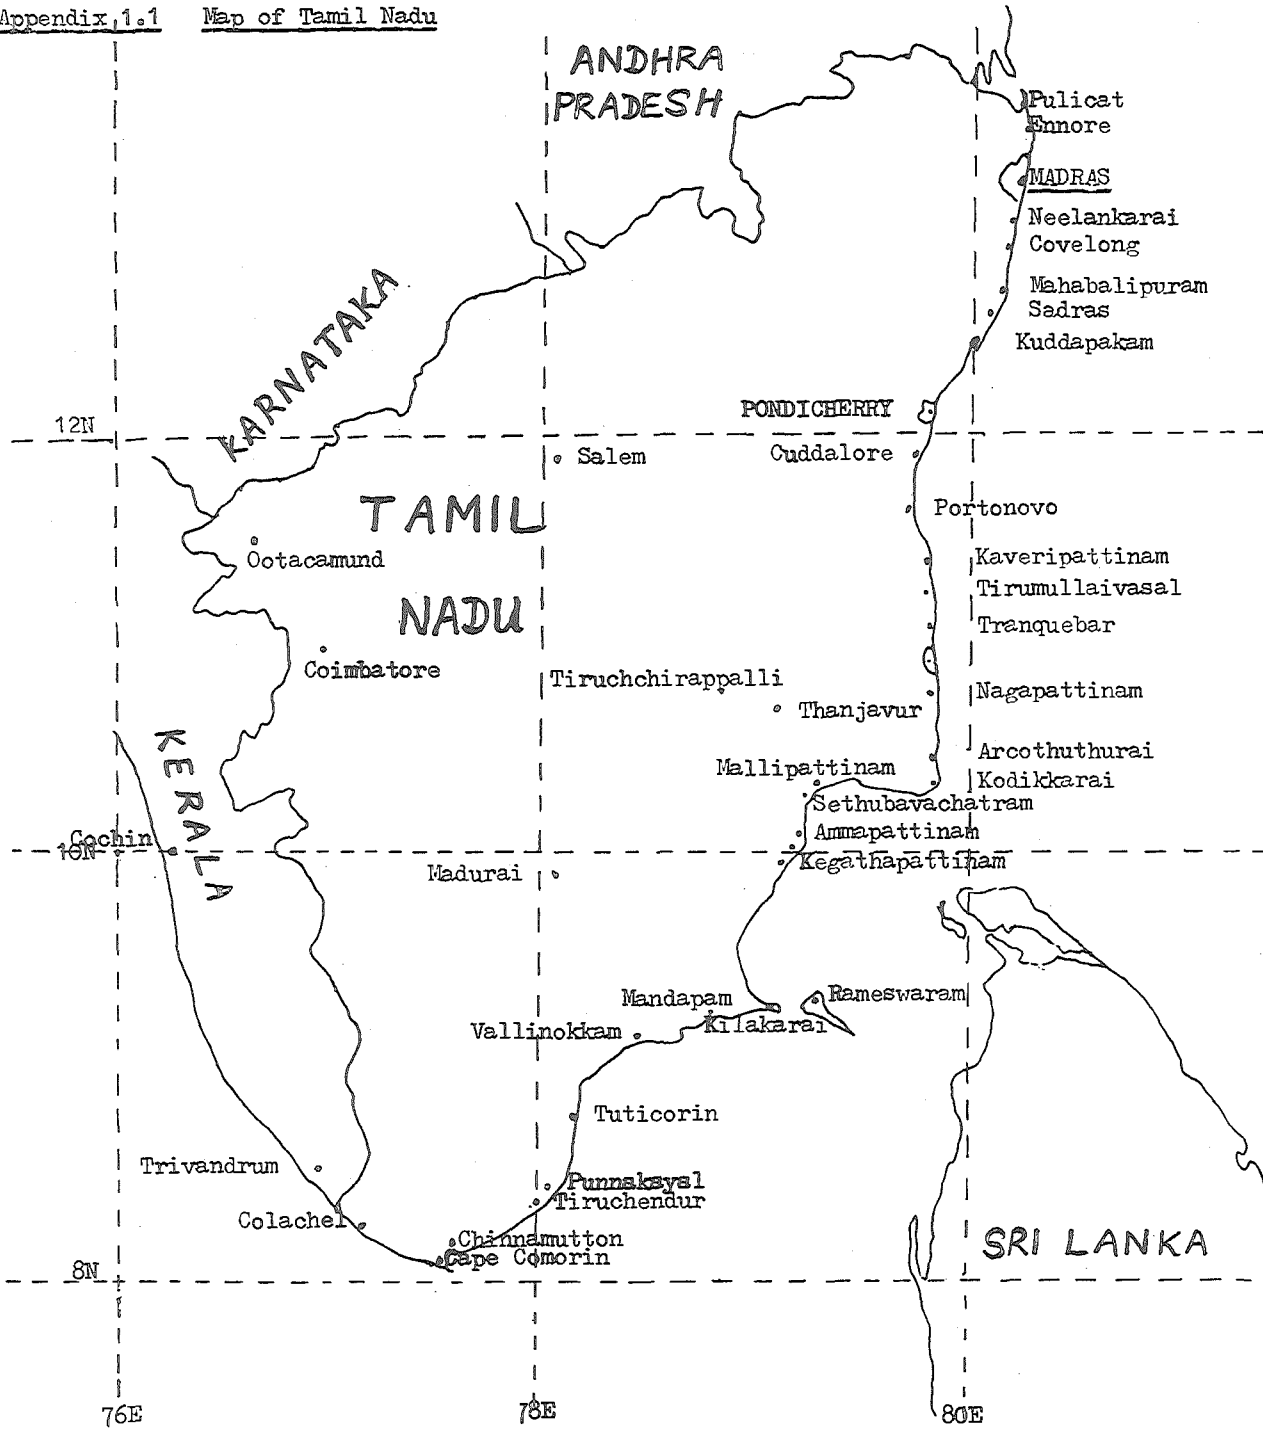 Appendix 1.1 Map of Tamil Nadu
ANDHRA
PRADESH
Pulicat
Ennore
MADRAS
Neelankarai
Covelong
Mahabalipuram
Sadras
Kuddapakam
KARNATAKA
PONDICHERRY
12N
Cuddalore
Salem
TAMIL
Portonovo
Ootacamund
Kaveripattinam
Tirumullaivasal
NADU
Tranquebar
Coimbatore
Tiruchchirappalli
Nagapattinam
Thanjavur
KERALA
Arcothuthurai
Mallipattinam
Kodikkarai
Sethubavachatram
Ammapattinam
Cochin
10N
Kegathapattinam
Madurai
Mandapam
Rameswaram
Kilakarai
Vallinokkam
Tuticorin
Trivandrum
Punnakayal
Tiruchendur
Colachel
Chinnamutton
Cape Comorin
SRI LANKA
8N
76E
78E
80E